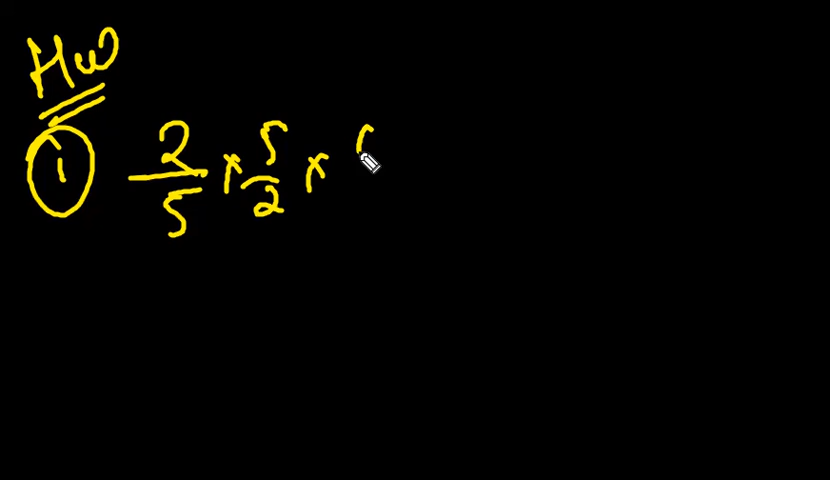 Hw
① 2/5 × 5/2 ×